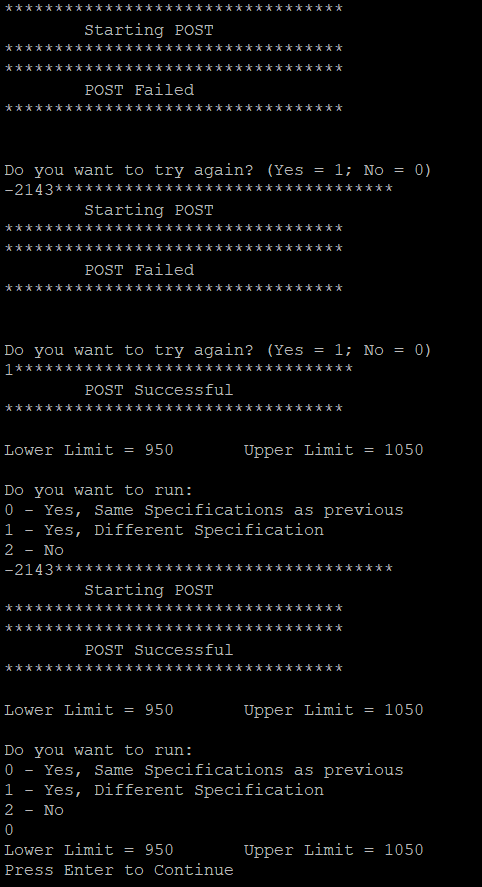 **********************************
        Starting POST
**********************************
**********************************
        POST Failed
**********************************
Do you want to try again? (Yes = 1; No = 0)
-2143**********************************
        Starting POST
**********************************
**********************************
        POST Failed
**********************************
Do you want to try again? (Yes = 1; No = 0)
1**********************************
        POST Successful
**********************************
Lower Limit = 950       Upper Limit = 1050
Do you want to run:
0 - Yes, Same Specifications as previous
1 - Yes, Different Specification
2 - No
-2143**********************************
        Starting POST
**********************************
**********************************
        POST Successful
**********************************
Lower Limit = 950       Upper Limit = 1050
Do you want to run:
0 - Yes, Same Specifications as previous
1 - Yes, Different Specification
2 - No
0
Lower Limit = 950       Upper Limit = 1050
Press Enter to Continue